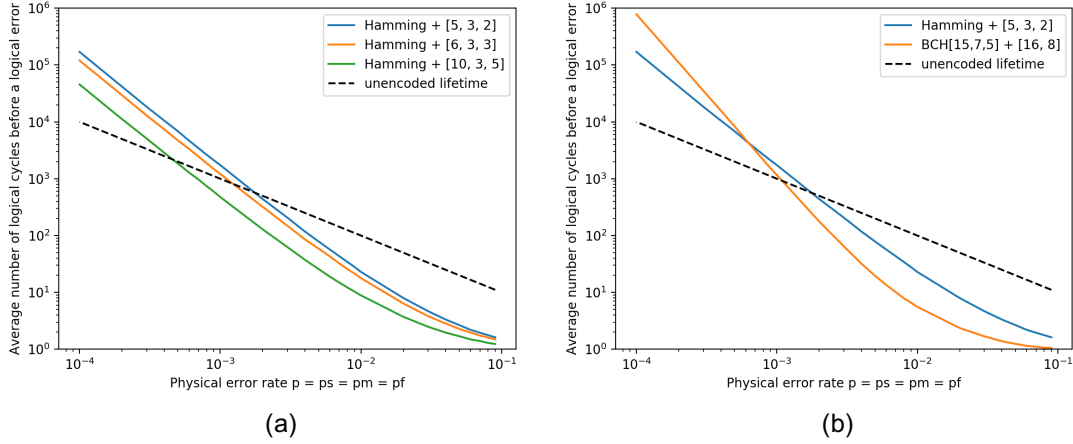 Average number of logical cycles before a logical error
10^6
10^5
10^4
10^3
10^2
10^1
10^0
Hamming + [5, 3, 2]
Hamming + [6, 3, 3]
Hamming + [10, 3, 5]
unencoded lifetime
10^−4
10^−3
10^−2
10^−1
Physical error rate p = ps = pm = pf
(a)
Average number of logical cycles before a logical error
10^6
10^5
10^4
10^3
10^2
10^1
10^0
Hamming + [5, 3, 2]
BCH[15,7,5] + [16, 8]
unencoded lifetime
10^−4
10^−3
10^−2
10^−1
Physical error rate p = ps = pm = pf
(b)